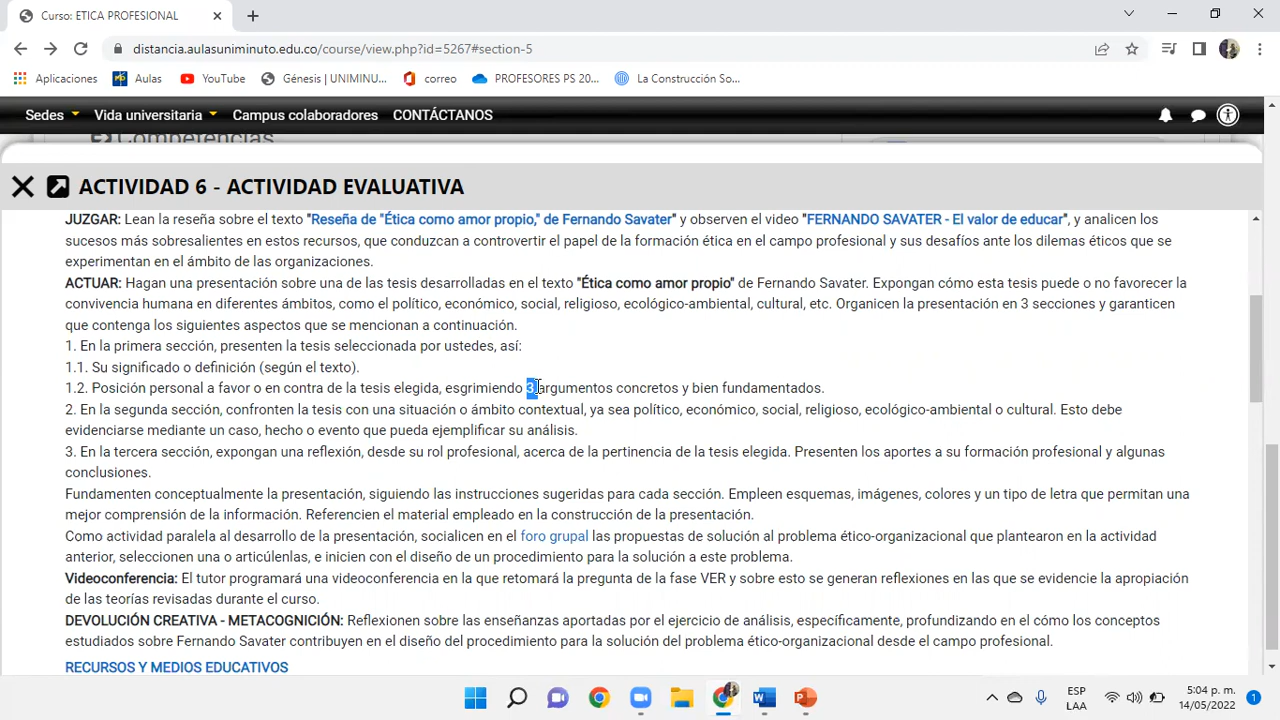 Curso: ETICA PROFESIONAL
distancia.aulasuniminuto.edu.co/course/view.php?id=5267#section-5
Aplicaciones Aulas YouTube Génesis | UNIMINU... correo PROFESORES PS 20... La Construcción So...
Sedes Vida universitaria Campus colaboradores CONTÁCTANOS
Competencias
ACTIVIDAD 6 - ACTIVIDAD EVALUATIVA
JUZGAR: Lean la reseña sobre el texto "Reseña de "Ética como amor propio," de Fernando Savater" y observen el video "FERNANDO SAVATER - El valor de educar", y analicen los
sucesos más sobresalientes en estos recursos, que conduzcan a controvertir el papel de la formación ética en el campo profesional y sus desafíos ante los dilemas éticos que se
experimentan en el ámbito de las organizaciones.
ACTUAR: Hagan una presentación sobre una de las tesis desarrolladas en el texto "Ética como amor propio" de Fernando Savater. Expongan cómo esta tesis puede o no favorecer la
convivencia humana en diferentes ámbitos, como el político, económico, social, religioso, ecológico-ambiental, cultural, etc. Organicen la presentación en 3 secciones y garanticen
que contenga los siguientes aspectos que se mencionan a continuación.
1. En la primera sección, presenten la tesis seleccionada por ustedes, así:
1.1. Su significado o definición (según el texto).
1.2. Posición personal a favor o en contra de la tesis elegida, esgrimiendo 3 argumentos concretos y bien fundamentados.
2. En la segunda sección, confronten la tesis con una situación o ámbito contextual, ya sea político, económico, social, religioso, ecológico-ambiental o cultural. Esto debe
evidenciarse mediante un caso, hecho o evento que pueda ejemplificar su análisis.
3. En la tercera sección, expongan una reflexión, desde su rol profesional, acerca de la pertinencia de la tesis elegida. Presenten los aportes a su formación profesional y algunas
conclusiones.
Fundamenten conceptualmente la presentación, siguiendo las instrucciones sugeridas para cada sección. Empleen esquemas, imágenes, colores y un tipo de letra que permitan una
mejor comprensión de la información. Referencien el material empleado en la construcción de la presentación.
Como actividad paralela al desarrollo de la presentación, socialicen en el foro grupal las propuestas de solución al problema ético-organizacional que plantearon en la actividad
anterior, seleccionen una o articúlenlas, e inicien con el diseño de un procedimiento para la solución a este problema.
Videoconferencia: El tutor programará una videoconferencia en la que retomará la pregunta de la fase VER y sobre esto se generan reflexiones en las que se evidencie la apropiación
de las teorías revisadas durante el curso.
DEVOLUCIÓN CREATIVA - METACOGNICIÓN: Reflexionen sobre las enseñanzas aportadas por el ejercicio de análisis, específicamente, profundizando en el cómo los conceptos
estudiados sobre Fernando Savater contribuyen en el diseño del procedimiento para la solución del problema ético-organizacional desde el campo profesional.
RECURSOS Y MEDIOS EDUCATIVOS
ESP
LAA
5:04 p. m.
14/05/2022
1